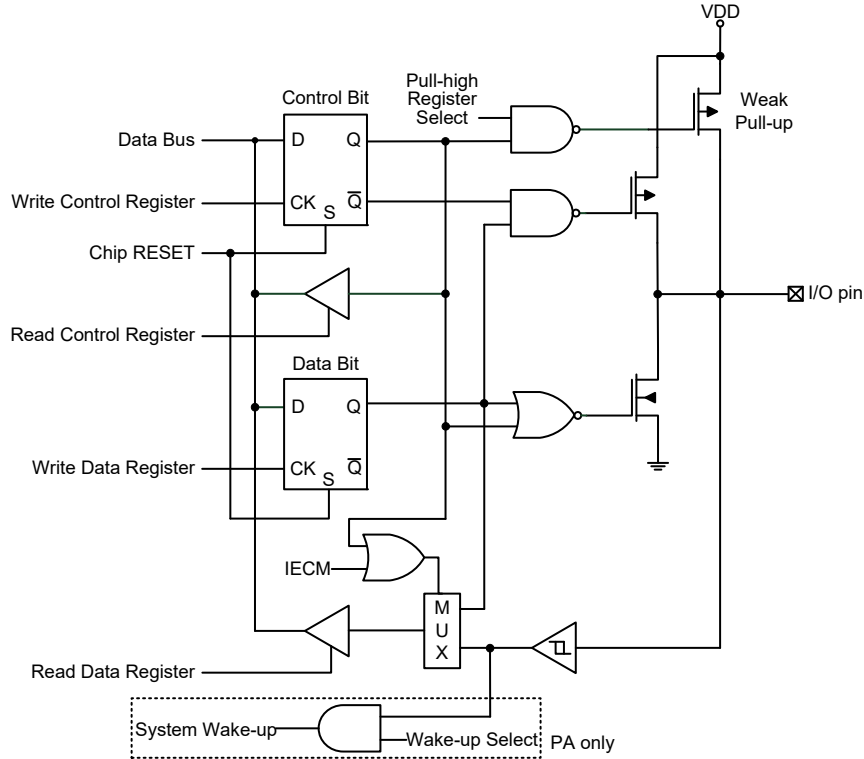 VDD
Pull-high
Register
Select
Weak
Pull-up
Control Bit
Data Bus
D
Q
Write Control Register
CK
S
Q̅
Chip RESET
I/O pin
Read Control Register
Data Bit
D
Q
Write Data Register
CK
S
Q̅
IECM
M
U
X
Read Data Register
System Wake-up
Wake-up Select
PA only